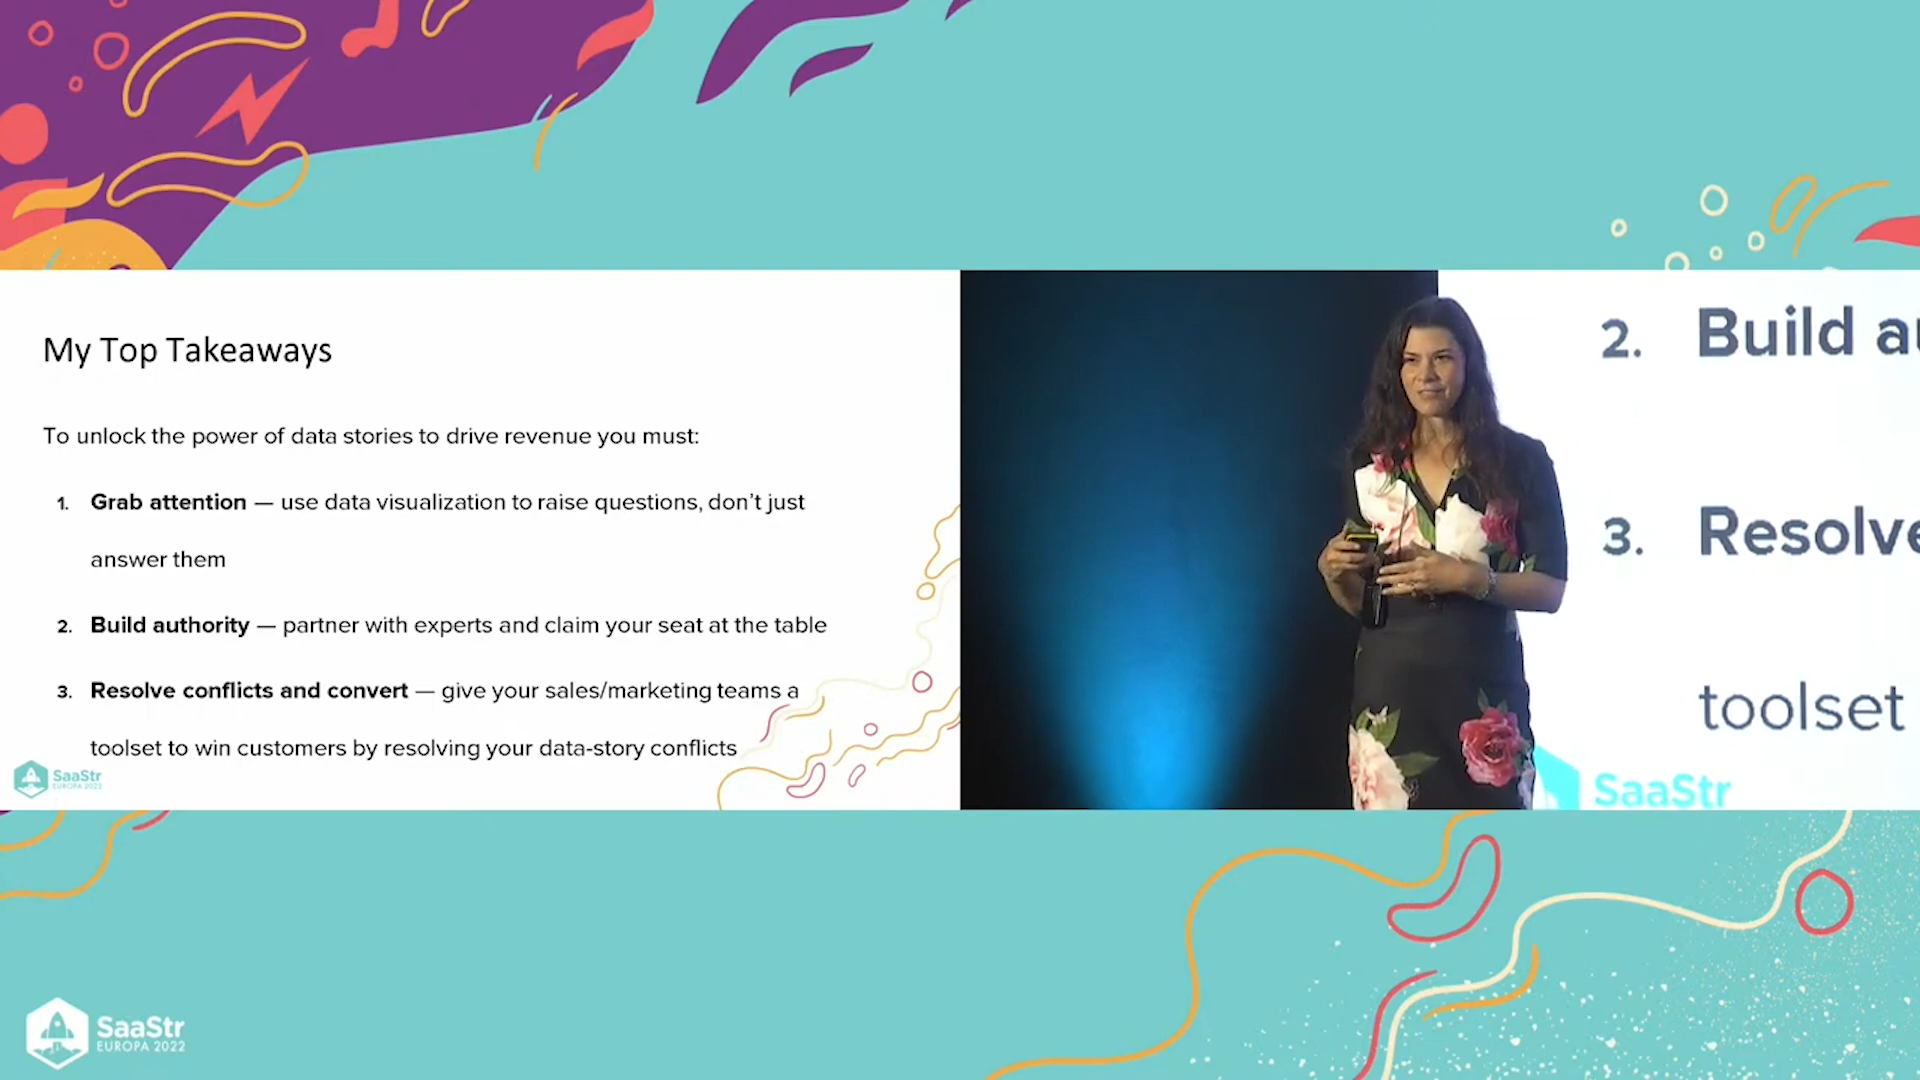 My Top Takeaways
To unlock the power of data stories to drive revenue you must:
1. Grab attention — use data visualization to raise questions, don’t just
answer them
2. Build authority — partner with experts and claim your seat at the table
3. Resolve conflicts and convert — give your sales/marketing teams a
toolset to win customers by resolving your data-story conflicts
SaaStr
EUROPA 2022
2. Build au
3. Resolve
toolset
SaaStr
SaaStr
EUROPA 2022